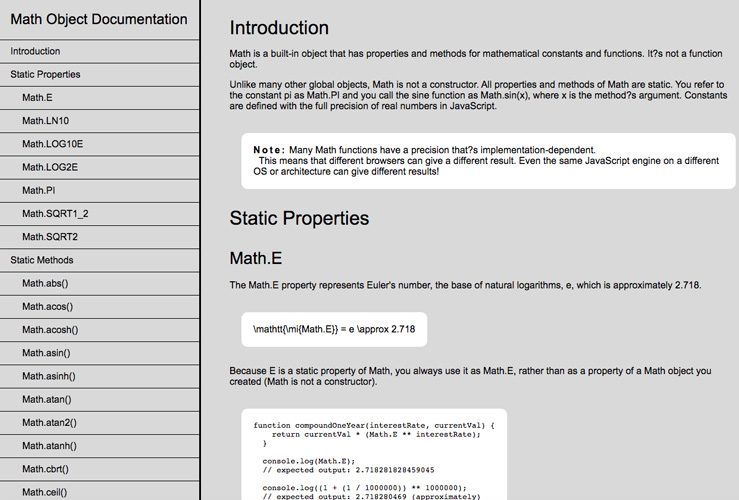 Math Object Documentation
Introduction
Static Properties
Math.E
Math.LN10
Math.LOG10E
Math.LOG2E
Math.PI
Math.SQRT1_2
Math.SQRT2
Static Methods
Math.abs()
Math.acos()
Math.acosh()
Math.asin()
Math.asinh()
Math.atan()
Math.atan2()
Math.atanh()
Math.cbrt()
Math.ceil()
Introduction
Math is a built-in object that has properties and methods for mathematical constants and functions. It?s not a function
object.
Unlike many other global objects, Math is not a constructor. All properties and methods of Math are static. You refer to
the constant pi as Math.PI and you call the sine function as Math.sin(x), where x is the method?s argument. Constants
are defined with the full precision of real numbers in JavaScript.
Note: Many Math functions have a precision that?s implementation-dependent.
This means that different browsers can give a different result. Even the same JavaScript engine on a different
OS or architecture can give different results!
Static Properties
Math.E
The Math.E property represents Euler's number, the base of natural logarithms, e, which is approximately 2.718.
\mathtt{\mi{Math.E}} = e \approx 2.718
Because E is a static property of Math, you always use it as Math.E, rather than as a property of a Math object you
created (Math is not a constructor).
function compoundOneYear(interestRate, currentVal) {
return currentVal * (Math.E ** interestRate);
}
console.log(Math.E);
// expected output: 2.718281828459045
console.log((1 + (1 / 1000000)) ** 1000000);
// expected output: 2.718280469 (approximately)